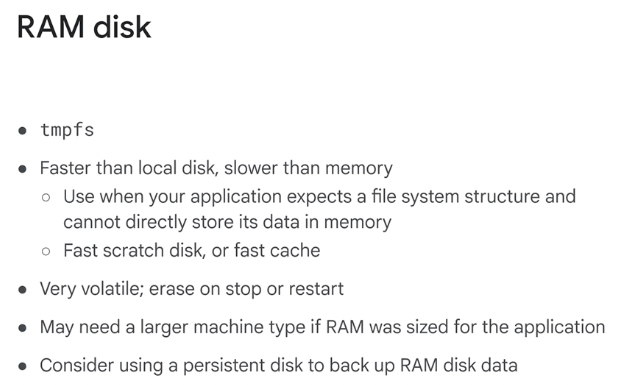 RAM disk
● tmpfs
● Faster than local disk, slower than memory
○ Use when your application expects a file system structure and
cannot directly store its data in memory
○ Fast scratch disk, or fast cache
● Very volatile; erase on stop or restart
● May need a larger machine type if RAM was sized for the application
● Consider using a persistent disk to back up RAM disk data